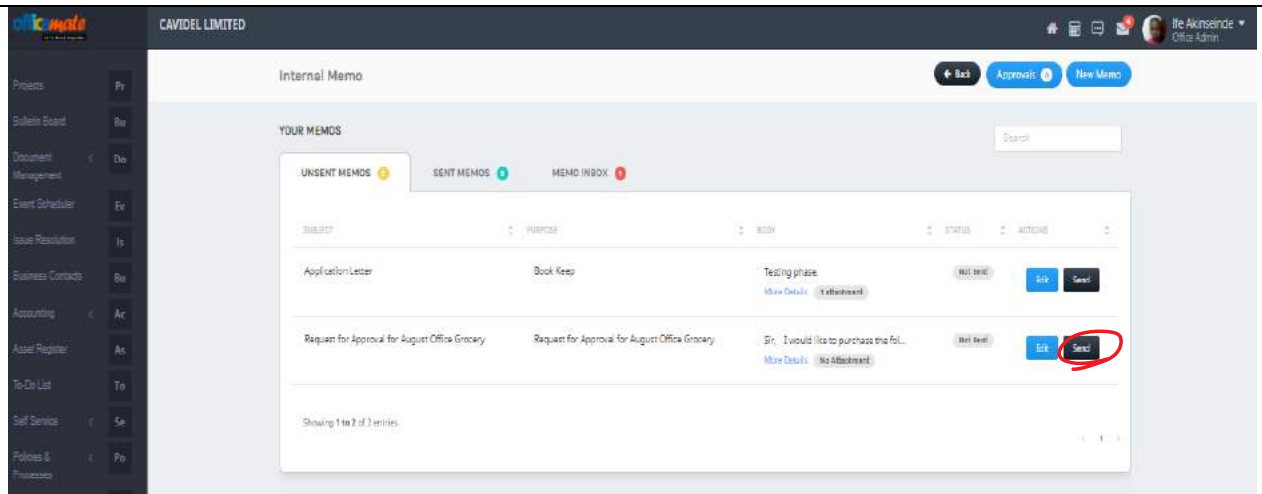 officemate
CAVIDEL LIMITED
Ife Akinseinde
Office Admin
Internal Memo
Back
Approvals 0
New Memo
Projects Pr
Bulletin Board Bu
Document Management Do
Event Scheduler Ev
Issue Resolution Is
Business Contacts Bu
Accounting Ac
Asset Register As
To-Do List To
Self Service Se
Policies & Processes Po
YOUR MEMOS
Search
UNSENT MEMOS
SENT MEMOS
MEMO INBOX
SUBJECT PURPOSE BODY STATUS ACTIONS
Application Letter Book Keep Testing phase. Not Sent Edit Send
More Details 1 attachment
Request for Approval for August Office Grocery Request for Approval for August Office Grocery Sir, I would like to purchase the fol... Not Sent Edit Send
More Details No Attachment
Showing 1 to 2 of 2 entries
1